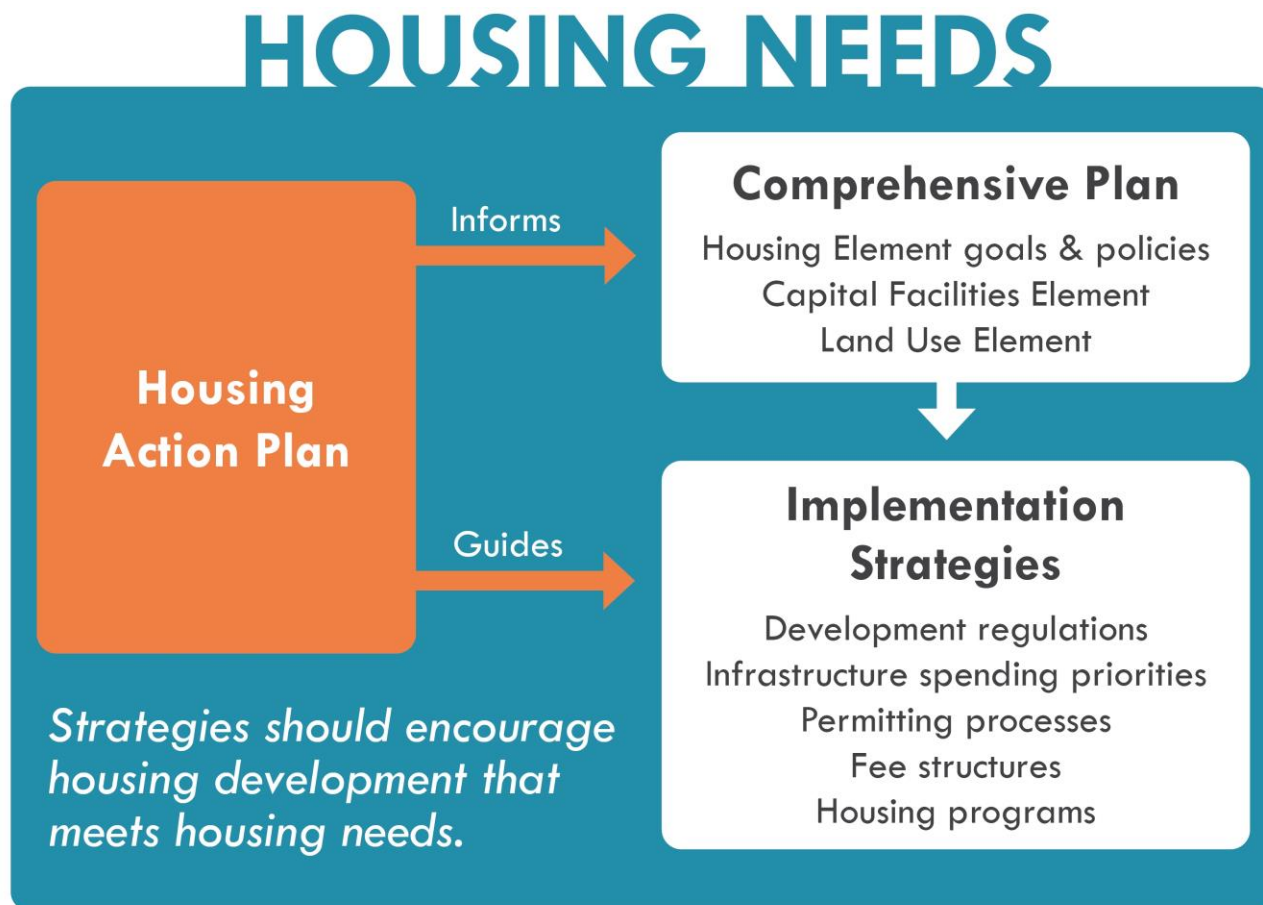 HOUSING NEEDS
Housing
Action Plan
Informs
Comprehensive Plan
Housing Element goals & policies
Capital Facilities Element
Land Use Element
Guides
Implementation
Strategies
Development regulations
Infrastructure spending priorities
Permitting processes
Fee structures
Housing programs
Strategies should encourage
housing development that
meets housing needs.